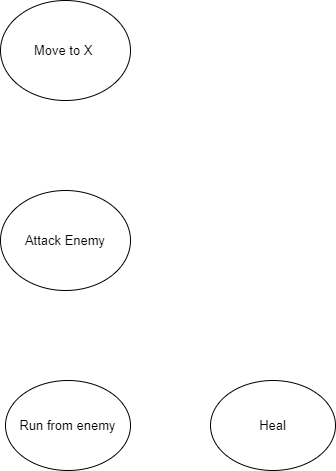 Move to X
Attack Enemy
Run from enemy
Heal